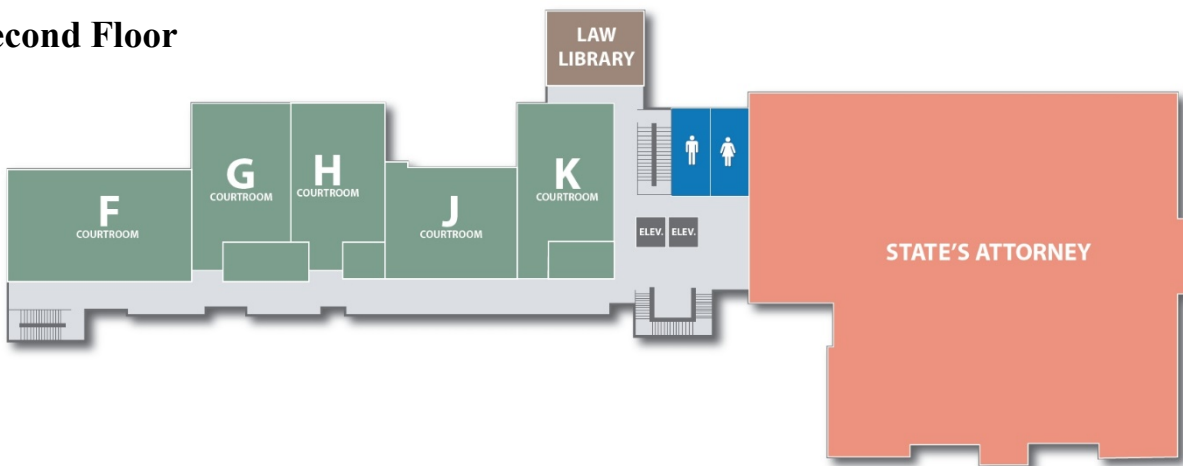 econd Floor
LAW
LIBRARY
F
COURTROOM
G
COURTROOM
H
COURTROOM
J
COURTROOM
K
COURTROOM
ELEV.
ELEV.
STATE'S ATTORNEY